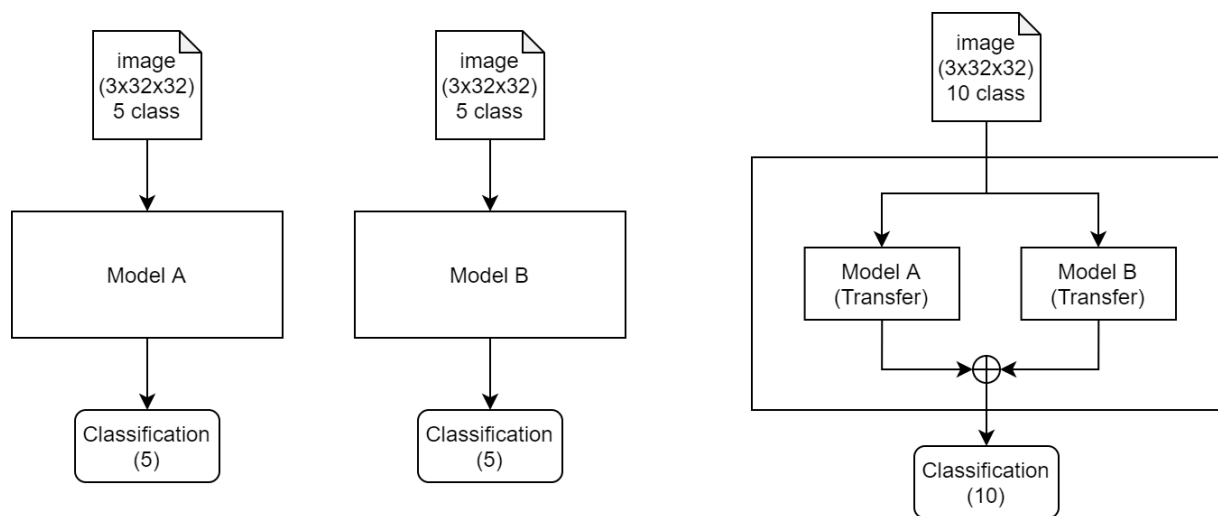 image
(3x32x32)
5 class
Model A
Classification
(5)
image
(3x32x32)
5 class
Model B
Classification
(5)
image
(3x32x32)
10 class
Model A
(Transfer)
Model B
(Transfer)
Classification
(10)